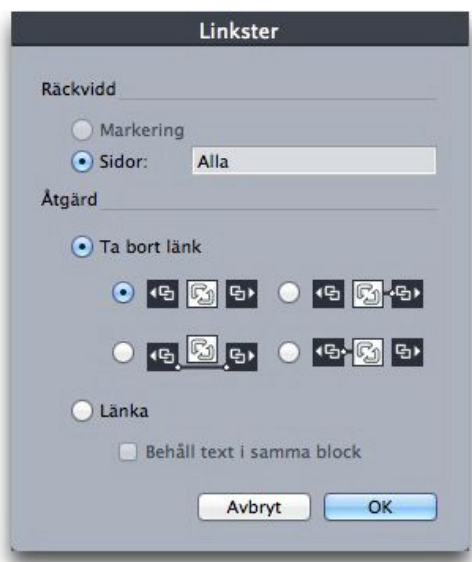 Linkster
Räckvidd
Markering
Sidor: Alla
Åtgärd
Ta bort länk
Länka
Behåll text i samma block
Avbryt OK